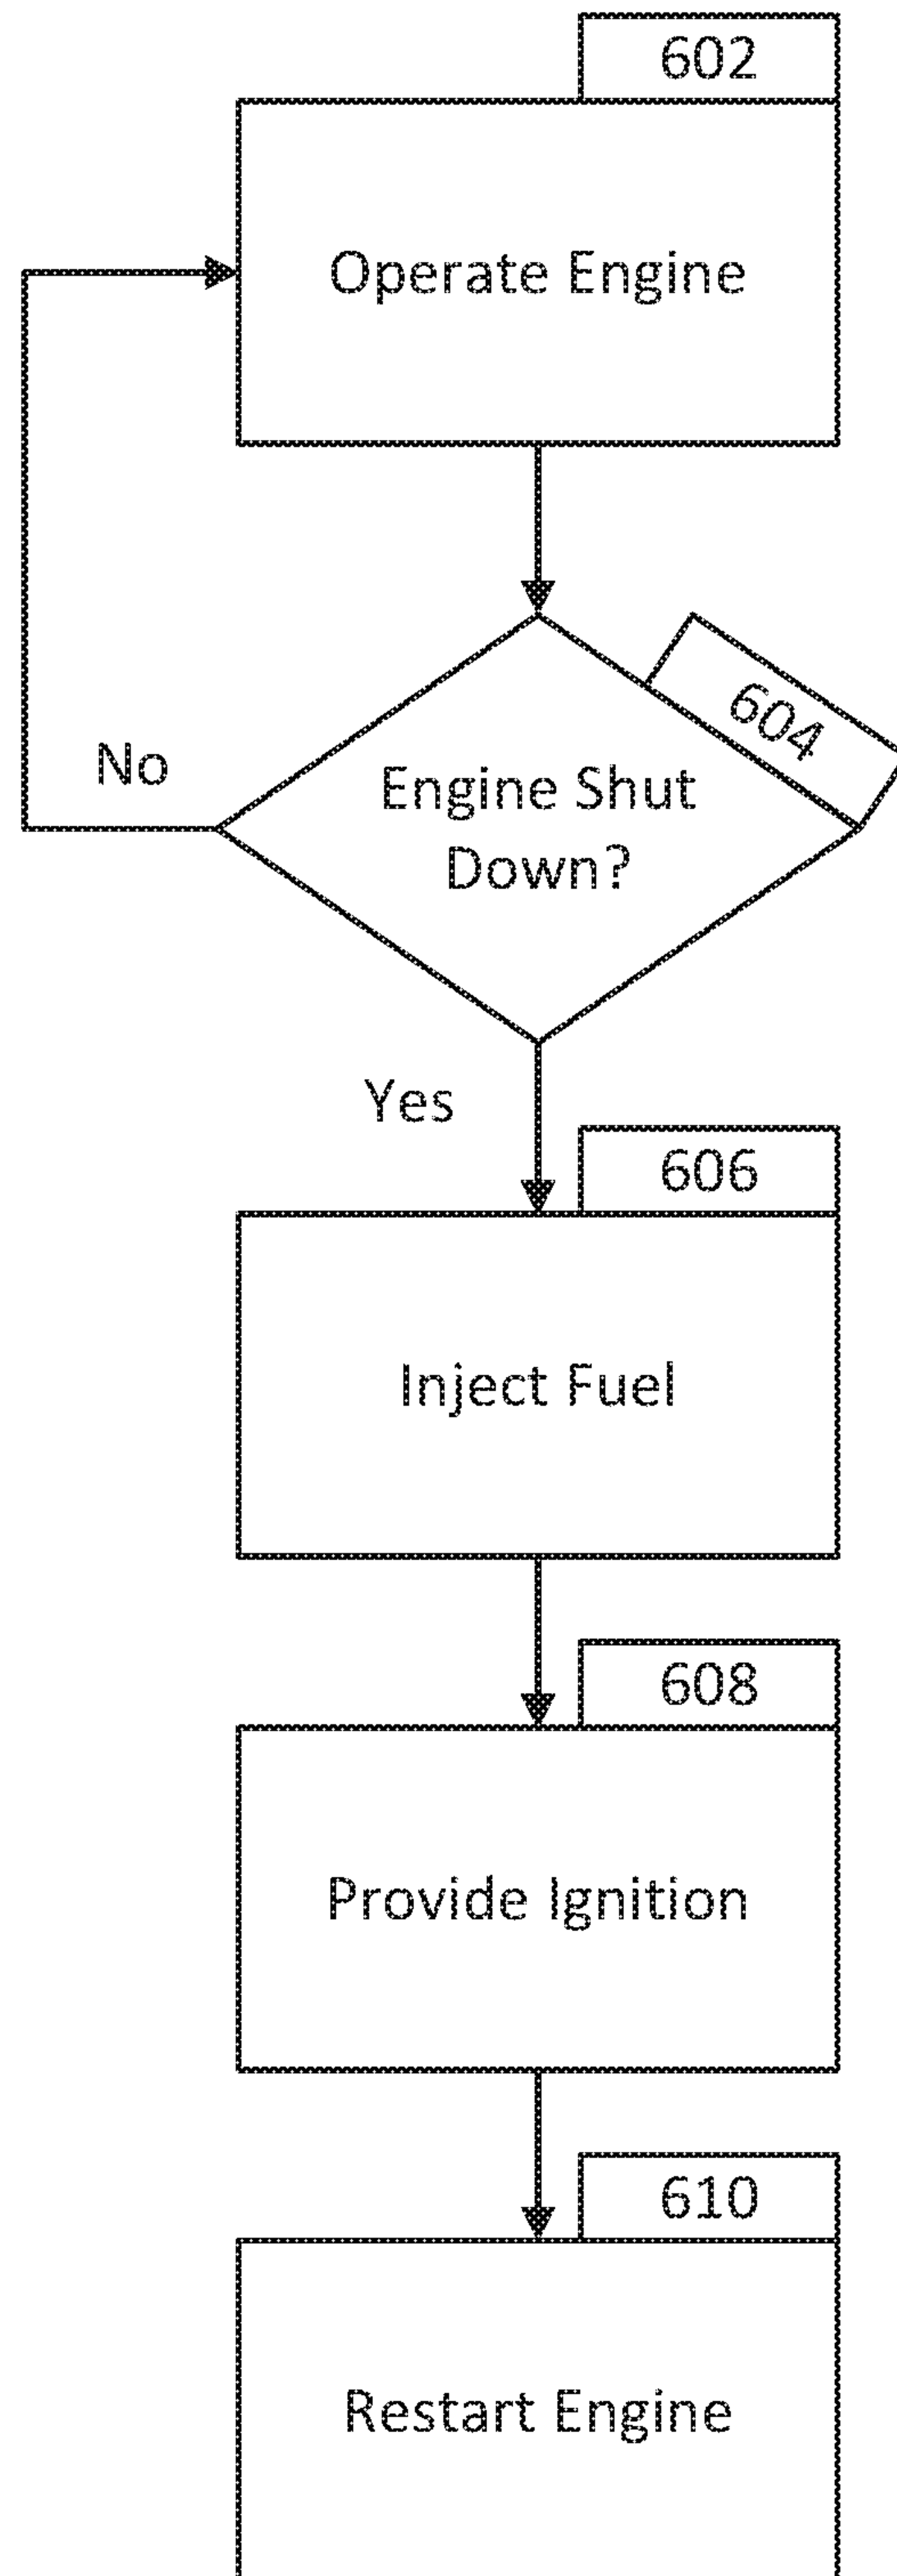 602
Operate Engine
604
No
Engine Shut
Down?
Yes
606
Inject Fuel
608
Provide Ignition
610
Restart Engine